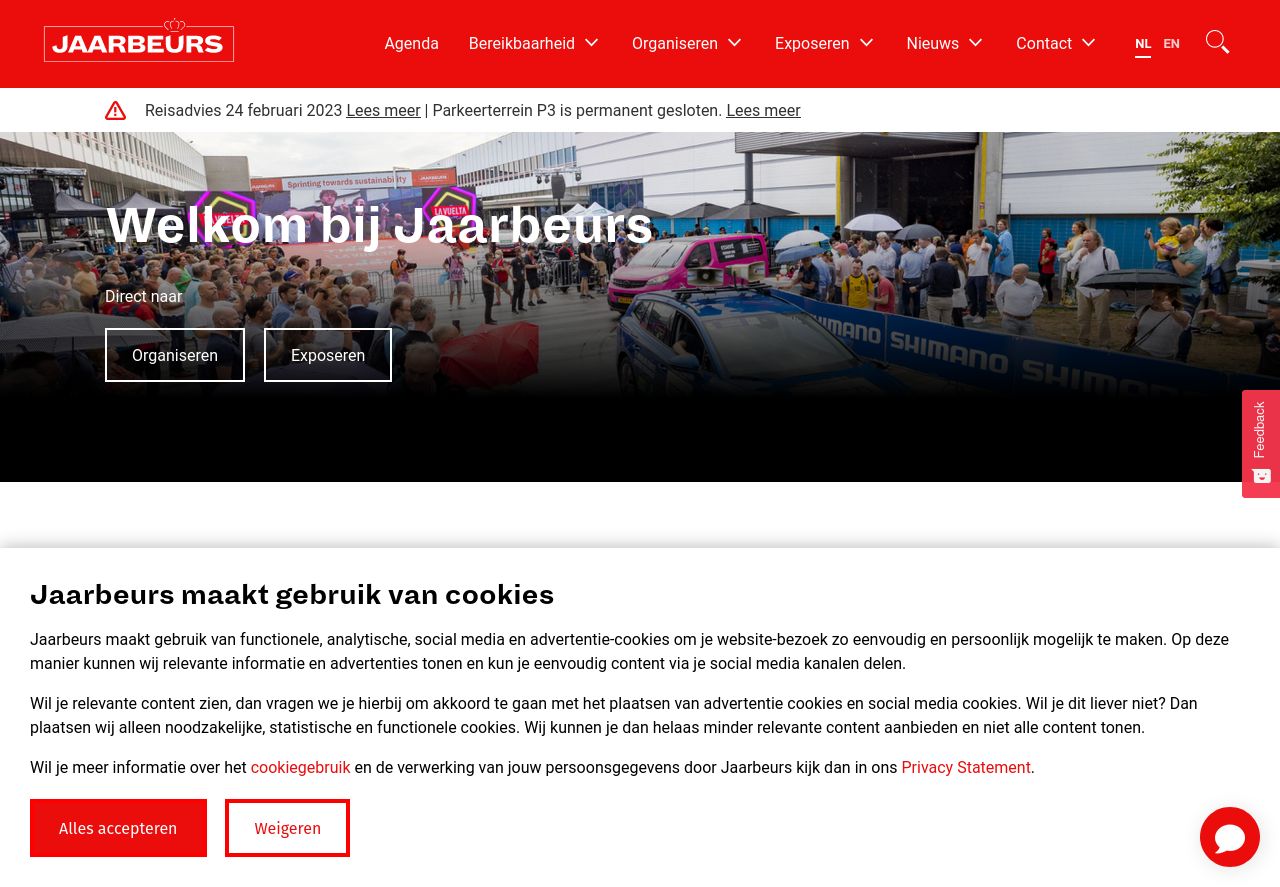 JAARBEURS
Agenda Bereikbaarheid Organiseren Exposeren Nieuws Contact NL EN
Reisadvies 24 februari 2023 Lees meer | Parkeerterrein P3 is permanent gesloten. Lees meer
Sprinting towards sustainability
LA VUELTA
Welkom bij Jaarbeurs
Direct naar
Organiseren Exposeren
SHIMANO SHIMANO SHIMANO
Feedback
Jaarbeurs maakt gebruik van cookies
Jaarbeurs maakt gebruik van functionele, analytische, social media en advertentie-cookies om je website-bezoek zo eenvoudig en persoonlijk mogelijk te maken. Op deze
manier kunnen wij relevante informatie en advertenties tonen en kun je eenvoudig content via je social media kanalen delen.
Wil je relevante content zien, dan vragen we je hierbij om akkoord te gaan met het plaatsen van advertentie cookies en social media cookies. Wil je dit liever niet? Dan
plaatsen wij alleen noodzakelijke, statistische en functionele cookies. Wij kunnen je dan helaas minder relevante content aanbieden en niet alle content tonen.
Wil je meer informatie over het cookiegebruik en de verwerking van jouw persoonsgegevens door Jaarbeurs kijk dan in ons Privacy Statement.
Alles accepteren Weigeren